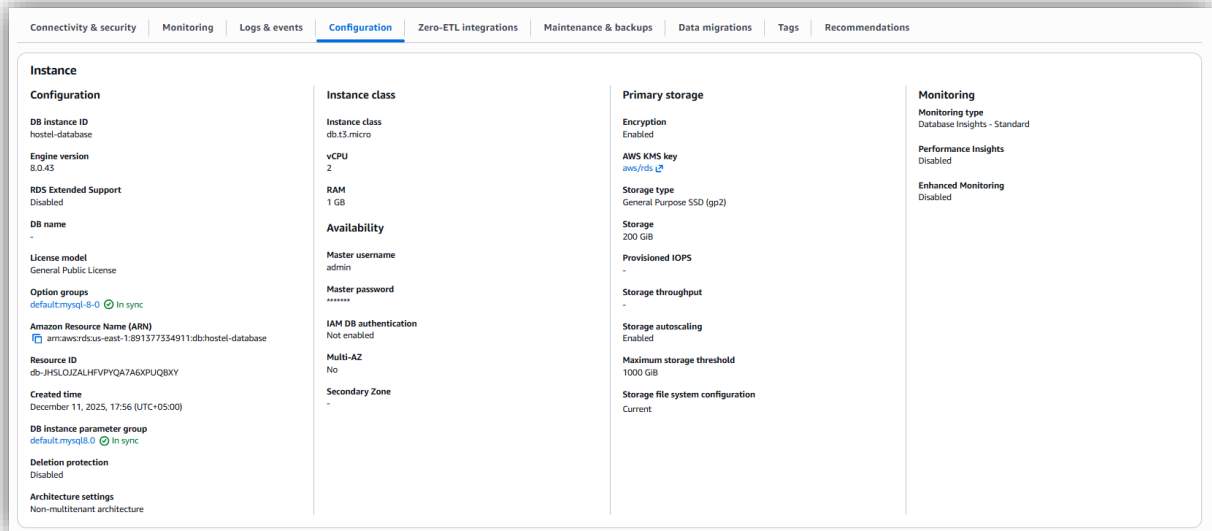 Connectivity & security
Monitoring
Logs & events
Configuration
Zero-ETL integrations
Maintenance & backups
Data migrations
Tags
Recommendations
Instance
Configuration
DB instance ID
hostel-database
Engine version
8.0.43
RDS Extended Support
Disabled
DB name
-
License model
General Public License
Option groups
default:mysql-8-0 In sync
Amazon Resource Name (ARN)
arn:aws:rds:us-east-1:891377334911:db:hostel-database
Resource ID
db-JHSLOJZALHFVPYQA7A6XPUQBXY
Created time
December 11, 2025, 17:56 (UTC+05:00)
DB instance parameter group
default.mysql8.0 In sync
Deletion protection
Disabled
Architecture settings
Non-multitenant architecture
Instance class
Instance class
db.t3.micro
vCPU
2
RAM
1 GB
Availability
Master username
admin
Master password
*******
IAM DB authentication
Not enabled
Multi-AZ
No
Secondary Zone
-
Primary storage
Encryption
Enabled
AWS KMS key
aws/rds
Storage type
General Purpose SSD (gp2)
Storage
200 GiB
Provisioned IOPS
-
Storage throughput
-
Storage autoscaling
Enabled
Maximum storage threshold
1000 GiB
Storage file system configuration
Current
Monitoring
Monitoring type
Database Insights - Standard
Performance Insights
Disabled
Enhanced Monitoring
Disabled